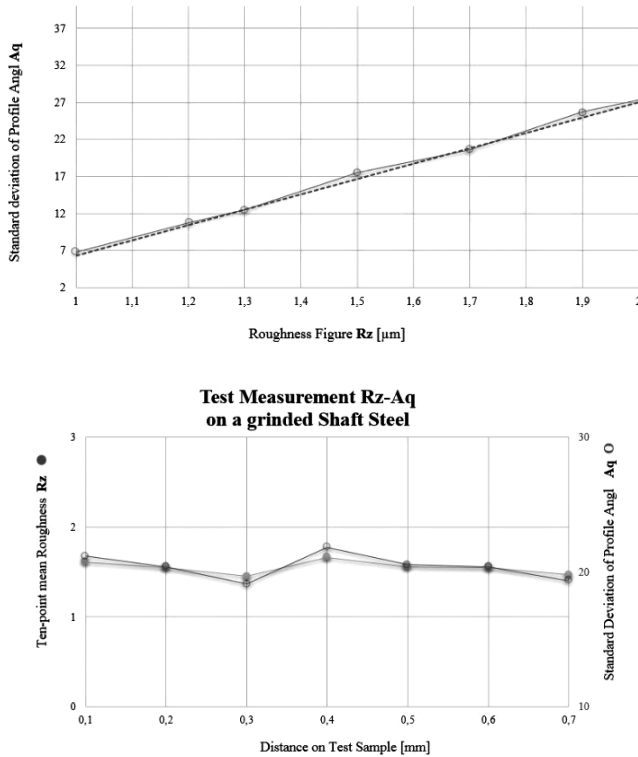 37
32
27
22
17
12
7
2
Standard deviation of Profile Angl Aq
1 1,1 1,2 1,3 1,4 1,5 1,6 1,7 1,8 1,9 2
Roughness Figure Rz [µm]
Test Measurement Rz-Aq
on a grinded Shaft Steel
3
2
1
0
Ten-point mean Roughness Rz
30
20
10
Standard Deviation of Profile Angl Aq
0,1 0,2 0,3 0,4 0,5 0,6 0,7
Distance on Test Sample [mm]